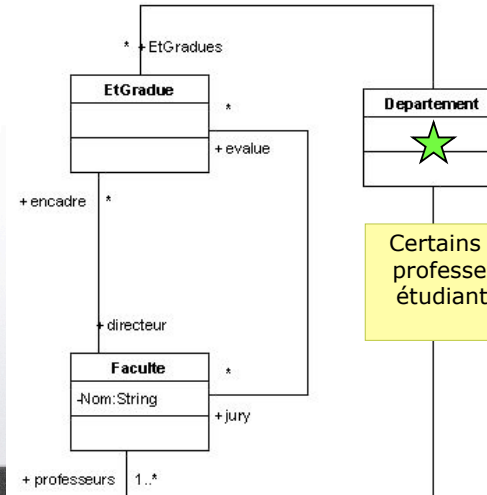 * + EtGradues
EtGradue
*
Departement
+ evalue
+ encadre *
Certains
professe
étudiant
+ directeur
Faculte
*
-Nom:String
+ jury
+ professeurs 1..*